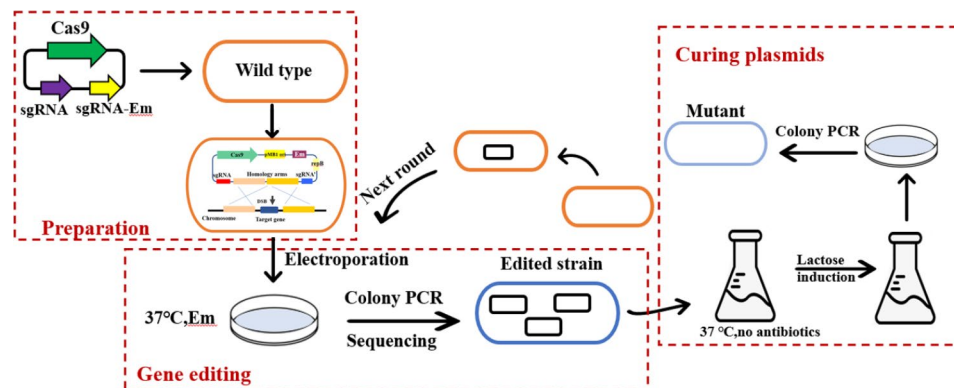 Cas9
sgRNA
sgRNA-Em
Wild type
Cas9
pMB1 ori
Em
repB
sgRNA
Homology arms
sgRNA'
DSB
Chromosome
Target gene
Preparation
Electroporation
Next round
37℃,Em
Colony PCR
Sequencing
Edited strain
Gene editing
Curing plasmids
Mutant
Colony PCR
Lactose
induction
37 ℃,no antibiotics